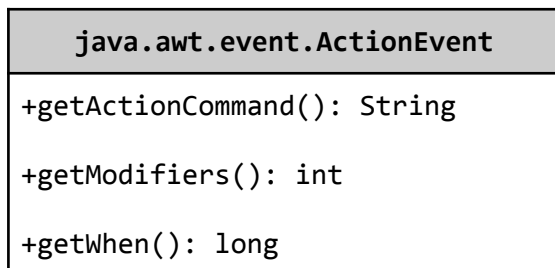 java.awt.event.ActionEvent
+getActionCommand(): String
+getModifiers(): int
+getWhen(): long